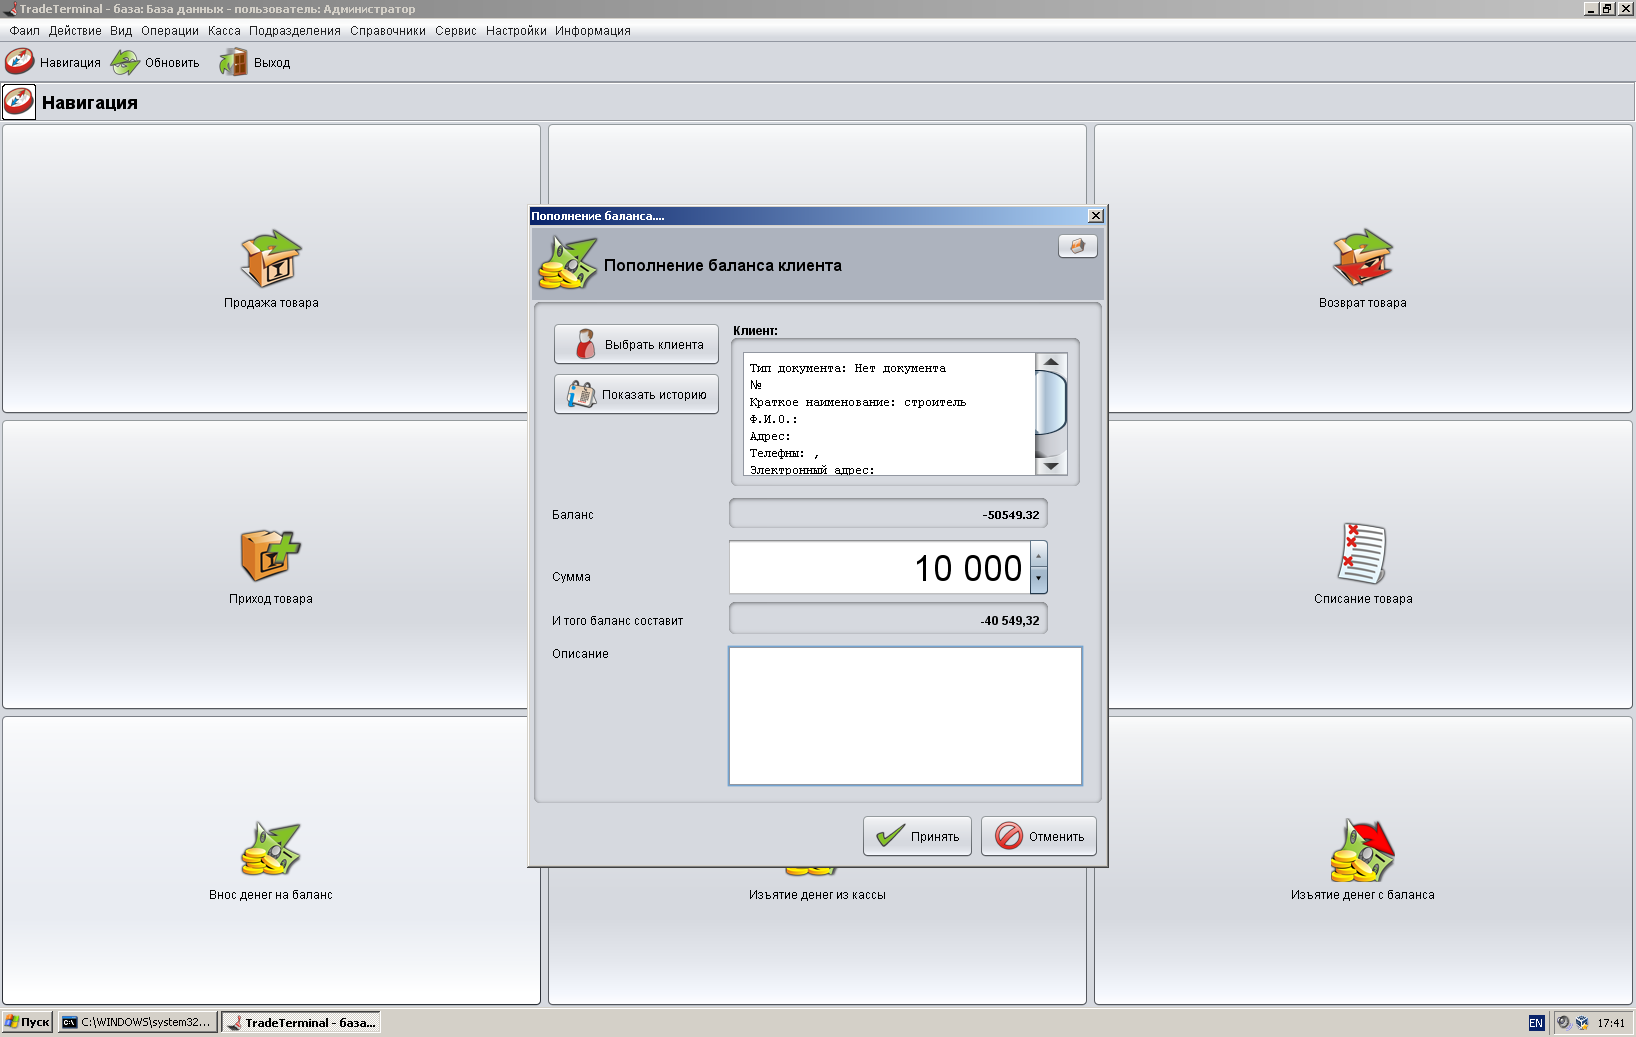 TradeTerminal - база: База данных - пользователь: Администратор
Фаил Действие Вид Операции Касса Подразделения Справочники Сервис Настройки Информация
Навигация Обновить Выход
Навигация
Продажа товара
Возврат товара
Приход товара
Списание товара
Внос денег на баланс
Изъятие денег из кассы
Изъятие денег с баланса
Пополнение баланса....
Пополнение баланса клиента
Выбрать клиента
Показать историю
Клиент:
Тип документа: Нет документа
№
Краткое наименование: строитель
Ф.И.О.:
Адрес:
Телефны: ,
Электронный адрес:
Баланс -50549.32
Сумма 10 000
И того баланс составит -40 549,32
Описание
Принять Отменить
Пуск C:\WINDOWS\system32... TradeTerminal - база... EN 17:41